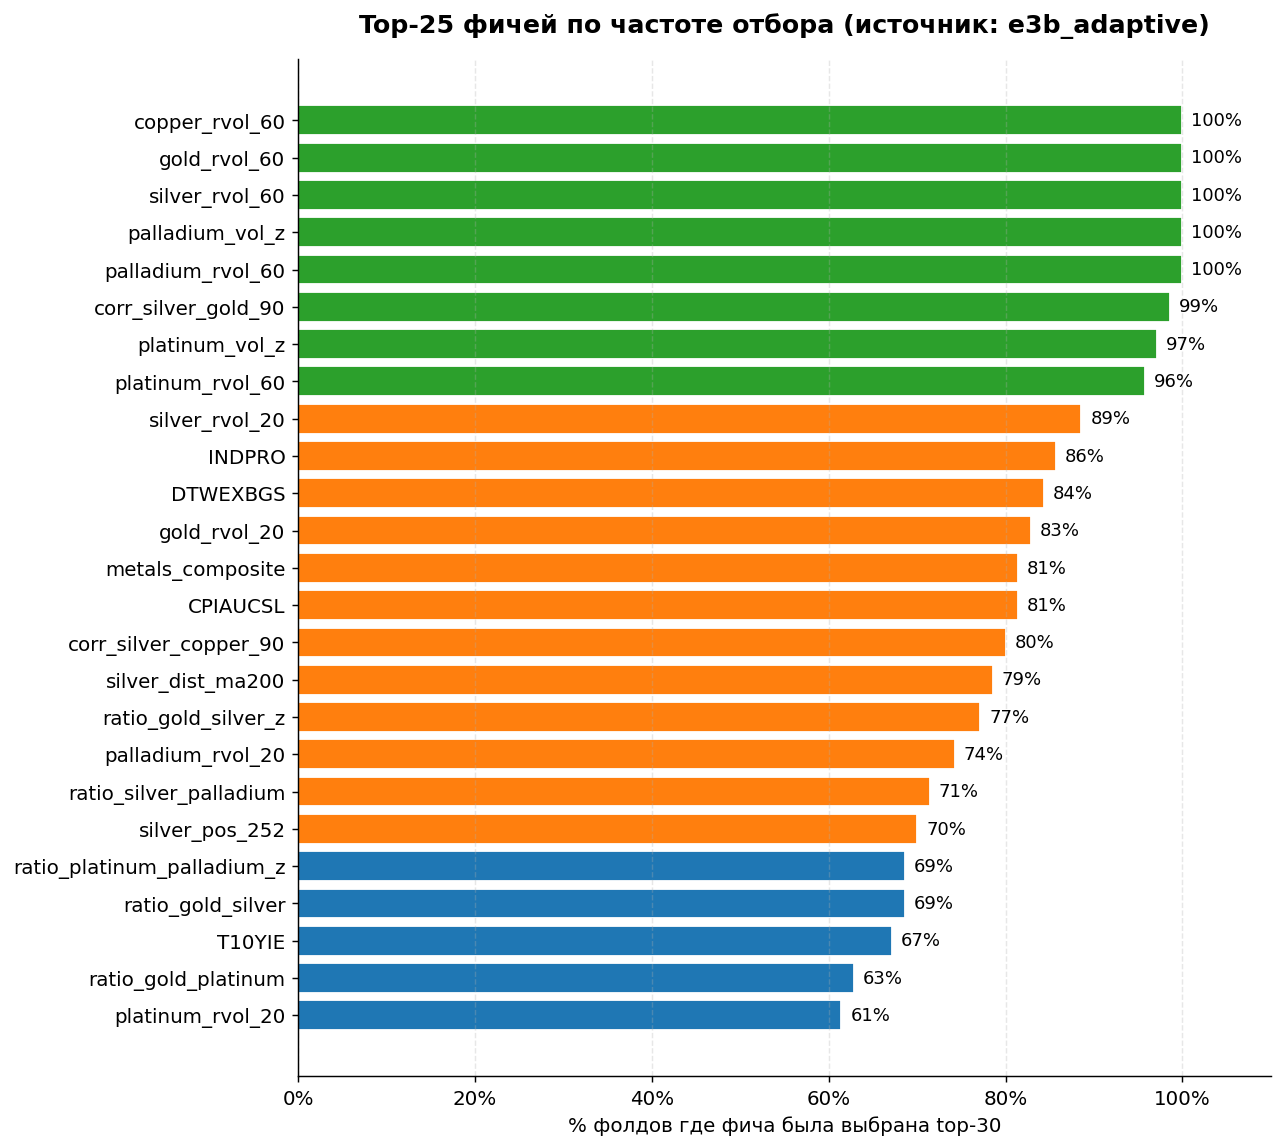 Top-25 фичей по частоте отбора (источник: e3b_adaptive)
copper_rvol_60 100%
gold_rvol_60 100%
silver_rvol_60 100%
palladium_vol_z 100%
palladium_rvol_60 100%
corr_silver_gold_90 99%
platinum_vol_z 97%
platinum_rvol_60 96%
silver_rvol_20 89%
INDPRO 86%
DTWEXBGS 84%
gold_rvol_20 83%
metals_composite 81%
CPIAUCSL 81%
corr_silver_copper_90 80%
silver_dist_ma200 79%
ratio_gold_silver_z 77%
palladium_rvol_20 74%
ratio_silver_palladium 71%
silver_pos_252 70%
ratio_platinum_palladium_z 69%
ratio_gold_silver 69%
T10YIE 67%
ratio_gold_platinum 63%
platinum_rvol_20 61%
0% 20% 40% 60% 80% 100%
% фолдов где фича была выбрана top-30